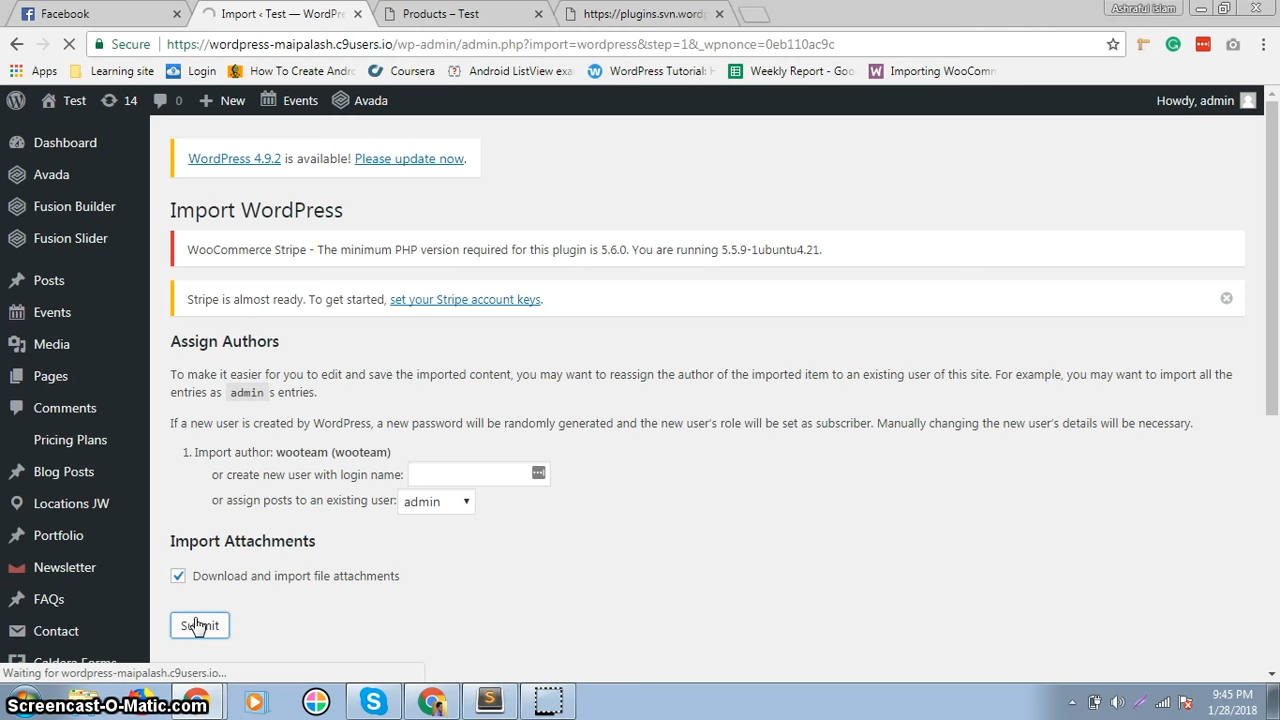 Facebook
Import ‹ Test — WordPre
Products – Test
https://plugins.svn.word
Ashraful islam
Secure
https://wordpress-maipalash.c9users.io/wp-admin/admin.php?import=wordpress&step=1&_wpnonce=0eb110ac9c
Apps
Learning site
Login
How To Create Andr
Coursera
Android ListView exa
WordPress Tutorial: H
Weekly Report - Goo
Importing WooComm
Test
14
0
New
Events
Avada
Howdy, admin
Dashboard
Avada
Fusion Builder
Fusion Slider
Posts
Events
Media
Pages
Comments
Pricing Plans
Blog Posts
Locations JW
Portfolio
Newsletter
FAQs
Contact
Caldera Forms
WordPress 4.9.2 is available! Please update now.
Import WordPress
WooCommerce Stripe - The minimum PHP version required for this plugin is 5.6.0. You are running 5.5.9-1ubuntu4.21.
Stripe is almost ready. To get started, set your Stripe account keys.
Assign Authors
To make it easier for you to edit and save the imported content, you may want to reassign the author of the imported item to an existing user of this site. For example, you may want to import all the
entries as admin s entries.
If a new user is created by WordPress, a new password will be randomly generated and the new user's role will be set as subscriber. Manually changing the new user's details will be necessary.
1. Import author: wooteam (wooteam)
or create new user with login name:
or assign posts to an existing user: admin
Import Attachments
Download and import file attachments
Submit
Waiting for wordpress-maipalash.c9users.io...
Screencast-O-Matic.com
9:45 PM
1/28/2018